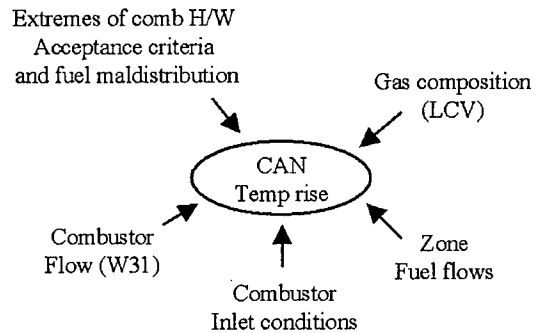 Extremes of comb H/W
Acceptance criteria
and fuel maldistribution
Gas composition
(LCV)
CAN
Temp rise
Combustor
Flow (W31)
Zone
Fuel flows
Combustor
Inlet conditions